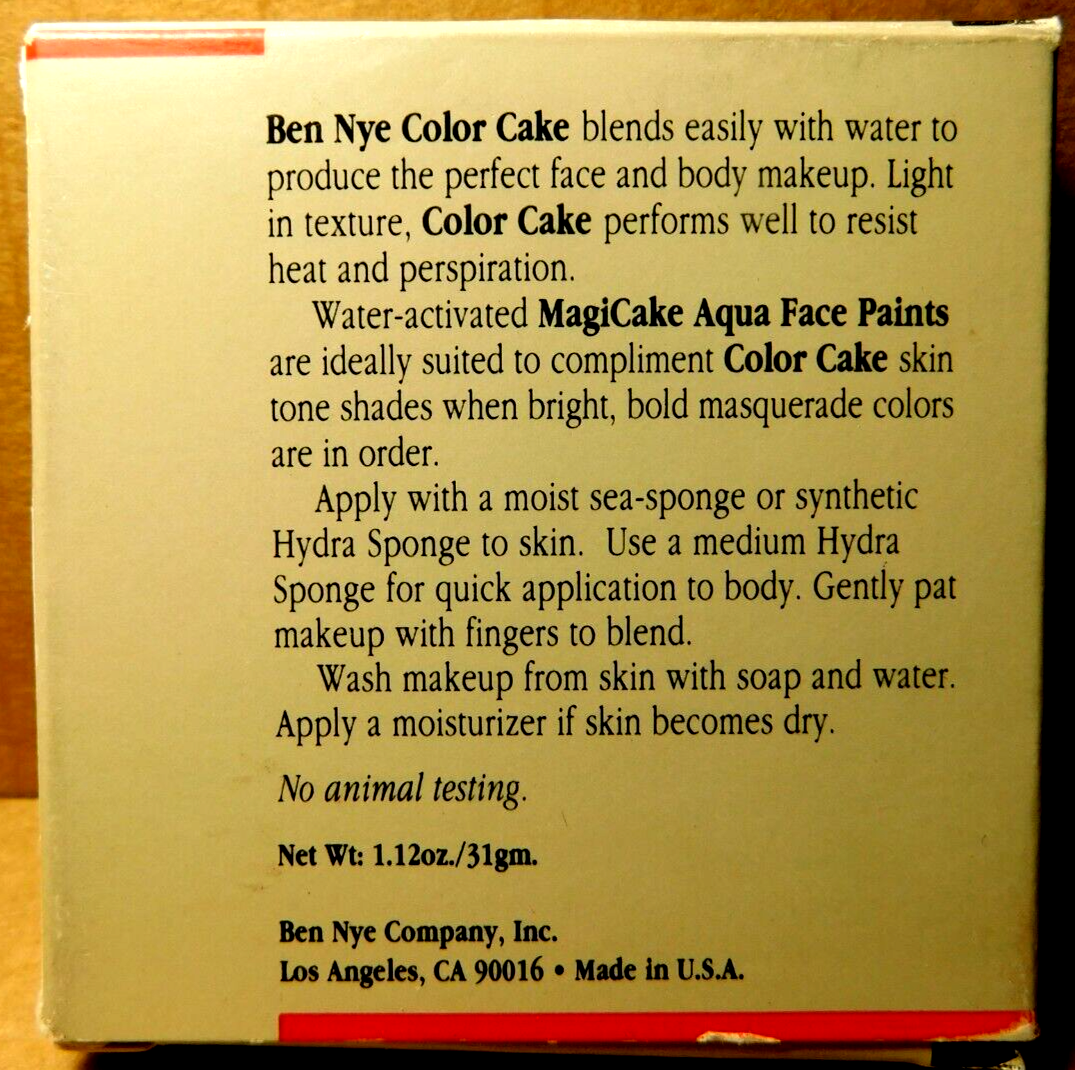 Ben Nye Color Cake blends easily with water to
produce the perfect face and body makeup. Light
in texture, Color Cake performs well to resist
heat and perspiration.
Water-activated MagiCake Aqua Face Paints
are ideally suited to compliment Color Cake skin
tone shades when bright, bold masquerade colors
are in order.
Apply with a moist sea-sponge or synthetic
Hydra Sponge to skin. Use a medium Hydra
Sponge for quick application to body. Gently pat
makeup with fingers to blend.
Wash makeup from skin with soap and water.
Apply a moisturizer if skin becomes dry.
No animal testing.
Net Wt: 1.12oz./31gm.
Ben Nye Company, Inc.
Los Angeles, CA 90016 • Made in U.S.A.